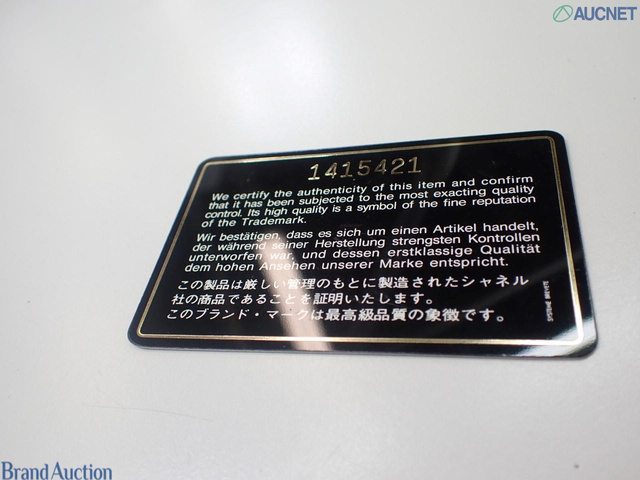 AUCNET
1415421
We certify the authenticity of this item and confirm
that it has been subjected to the most exacting quality
control. Its high quality is a symbol of the fine reputation
of the Trademark.
Wir bestätigen, dass es sich um einen Artikel handelt,
der während seiner Herstellung strengsten Kontrollen
unterworfen war, und dessen erstklassige Qualität
dem hohen Ansehen unserer Marke entspricht.
この製品は厳しい管理のもとに製造されたシャネル
社の商品であることを証明いたします。
このブランド・マークは最高級品質の象徴です。
SYSTEME BREVETE
Brand Auction